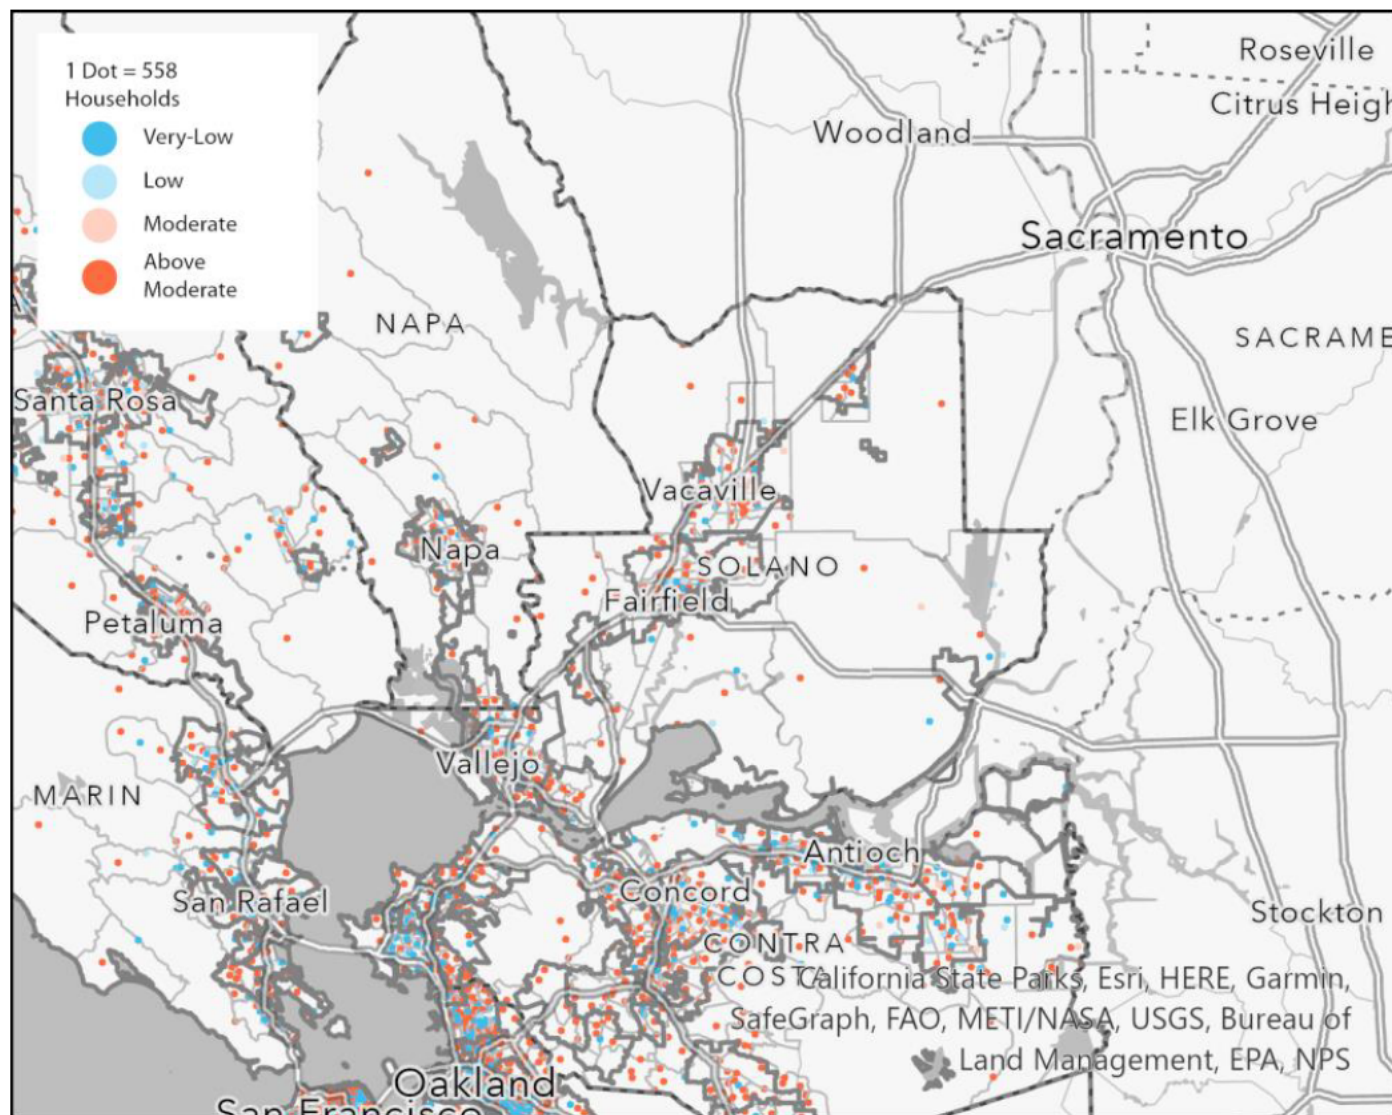 1 Dot = 558
Households
Very-Low
Low
Moderate
Above
Moderate
Roseville
Citrus Heigh
Woodland
Sacramento
NAPA
SACRAME
Santa Rosa
Elk Grove
Vacaville
Napa
SOLANO
Fairfield
Petaluma
Vallejo
MARIN
Antioch
Concord
San Rafael
Stockton
CONTRA
COSTA
California State Parks, Esri, HERE, Garmin,
SafeGraph, FAO, METI/NASA, USGS, Bureau of
Land Management, EPA, NPS
Oakland
San Francisco